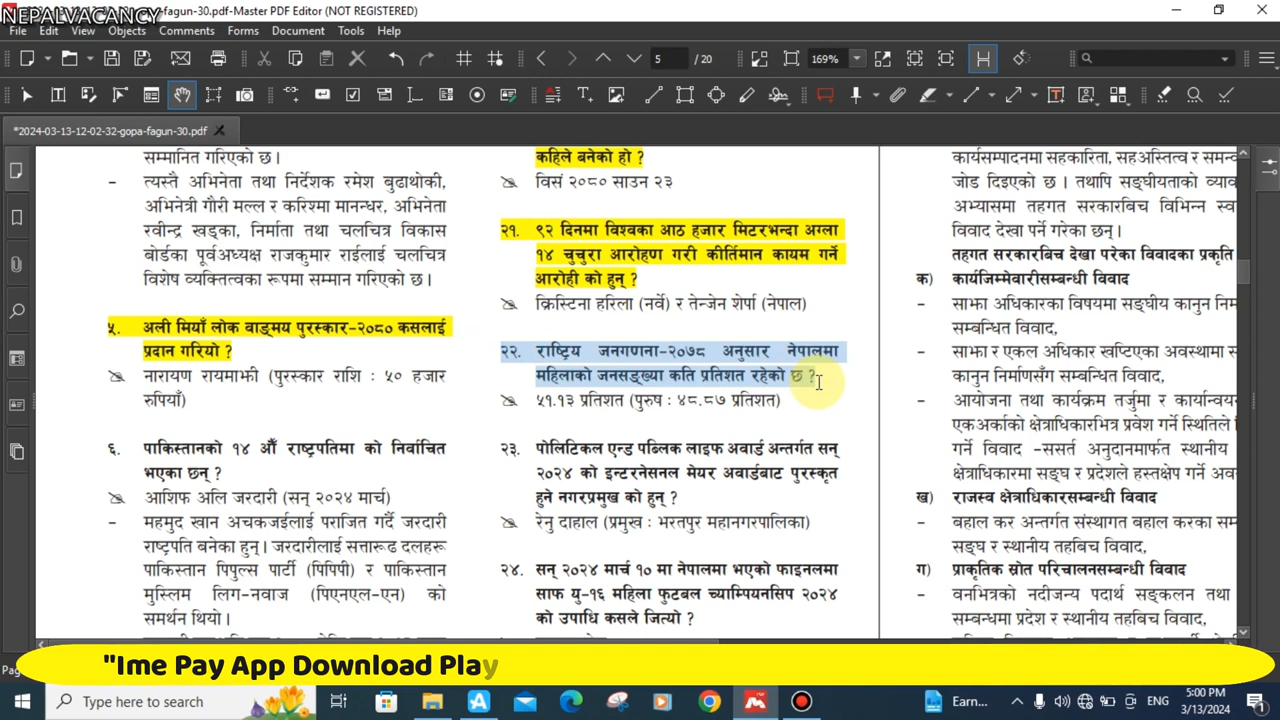 NEPALVACANCY
-fagun-30.pdf-Master PDF Editor (NOT REGISTERED)
File Edit View Objects Comments Forms Document Tools Help
5 / 20 169%
*2024-03-13-12-02-32-gopa-fagun-30.pdf
सम्मानित गरिएको छ।
- त्यस्तै अभिनेता तथा निर्देशक रमेश बुढाथोकी,
अभिनेत्री गौरी मल्ल र करिश्मा मानन्धर, अभिनेता
रवीन्द्र खड्का, निर्माता तथा चलचित्र विकास
बोर्डका पूर्वअध्यक्ष राजकुमार राईलाई चलचित्र
विशेष व्यक्तित्वका रूपमा सम्मान गरिएको छ।
५. अली मियाँ लोक वाङ्मय पुरस्कार-२०८० कसलाई
प्रदान गरियो ?
नारायण रायमाझी (पुरस्कार राशि : ५० हजार
रुपियाँ)
६. पाकिस्तानको १४ औँ राष्ट्रपतिमा को निर्वाचित
भएका छन् ?
आशिफ अलि जरदारी (सन् २०२४ मार्च)
- महमुद खान अचकजईलाई पराजित गर्दै जरदारी
राष्ट्रपति बनेका हुन्। जरदारीलाई सत्तारूढ दलहरू
पाकिस्तान पिपुल्स पार्टी (पिपिपी) र पाकिस्तान
मुस्लिम लिग-नवाज (पिएनएल-एन) को
समर्थन थियो।
कहिले बनेको हो ?
विसं २०८० साउन २३
२१. ९२ दिनमा विश्वका आठ हजार मिटरभन्दा अग्ला
१४ चुचुरा आरोहण गरी कीर्तिमान कायम गर्ने
आरोही को हुन् ?
क्रिस्टिना हरिला (नर्वे) र तेन्जेन शेर्पा (नेपाल)
२२. राष्ट्रिय जनगणना-२०७८ अनुसार नेपालमा
महिलाको जनसङ्ख्या कति प्रतिशत रहेको छ ?
५१.१३ प्रतिशत (पुरुष : ४८.८७ प्रतिशत)
२३. पोलिटिकल एन्ड पब्लिक लाइफ अवार्ड अन्तर्गत सन्
२०२४ को इन्टरनेसनल मेयर अवार्डबाट पुरस्कृत
हुने नगरप्रमुख को हुन् ?
रेनु दाहाल (प्रमुख : भरतपुर महानगरपालिका)
२४. सन् २०२४ मार्च १० मा नेपालमा भएको फाइनलमा
साफ यु-१६ महिला फुटबल च्याम्पियनसिप २०२४
को उपाधि कसले जित्यो ?
कार्यसम्पादनमा सहकारिता, सहअस्तित्व र समन्
जोड दिइएको छ। तथापि सङ्घीयताको व्याव
अभ्यासमा तहगत सरकारबिच विभिन्न स्व
विवाद देखा पर्ने गरेका छन्।
तहगत सरकारबिच देखा परेका विवादका प्रकृति
क) कार्यजिम्मेवारीसम्बन्धी विवाद
- साझा अधिकारका विषयमा सङ्घीय कानुन निम
सम्बन्धित विवाद,
- साझा र एकल अधिकार खप्टिएका अवस्थामा स
कानुन निर्माणसँग सम्बन्धित विवाद,
- आयोजना तथा कार्यक्रम तर्जुमा र कार्यान्वय
एकअर्काको क्षेत्राधिकारभित्र प्रवेश गर्ने स्थितिले
गर्ने विवाद -ससर्त अनुदानमार्फत स्थानीय
क्षेत्राधिकारमा सङ्घ र प्रदेशले हस्तक्षेप गर्ने अव
ख) राजस्व क्षेत्राधिकारसम्बन्धी विवाद
- बहाल कर अन्तर्गत संस्थागत बहाल करका सम
सङ्घ र स्थानीय तहबिच विवाद,
ग) प्राकृतिक स्रोत परिचालनसम्बन्धी विवाद
- वनभित्रको नदीजन्य पदार्थ सङ्कलन तथा
सम्बन्धमा प्रदेश र स्थानीय तहबिच विवाद,
"Ime Pay App Download Play
Type here to search
Earn...
ENG
5:00 PM
3/13/2024